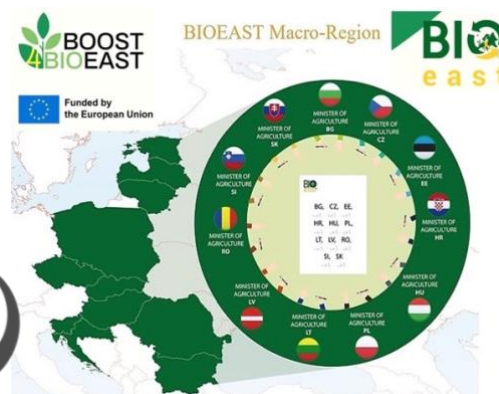 BOOST
4BIOEAST
BIOEAST Macro-Region
BIO
east
Funded by
the European Union
MINISTER OF
AGRICULTURE
BG
MINISTER OF
AGRICULTURE
CZ
MINISTER OF
AGRICULTURE
EE
MINISTER OF
AGRICULTURE
HR
MINISTER OF
AGRICULTURE
HU
MINISTER OF
AGRICULTURE
PL
MINISTER OF
AGRICULTURE
LT
MINISTER OF
AGRICULTURE
LV
MINISTER OF
AGRICULTURE
RO
MINISTER OF
AGRICULTURE
SI
MINISTER OF
AGRICULTURE
SK
BG, CZ, EE,
HR, HU, PL,
LT, LV, RO,
SI, SK